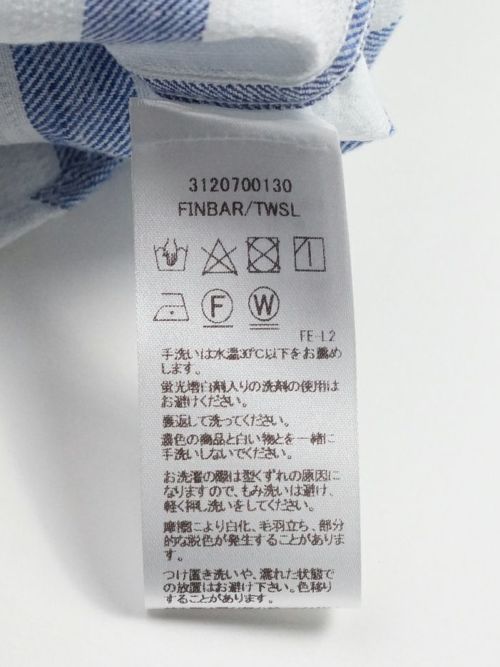 3120700130
FINBAR/TWSL
F W
FE-L2
手洗いは水温30℃以下をお薦め
します。
蛍光増白剤入りの洗剤の使用は
お避けください。
裏返して洗ってください。
濃色の商品と白い物とを一緒に
手洗いしないでください。
お洗濯の際は型くずれの原因に
なりますので、もみ洗いは避け、
軽く押し洗いをしてください。
摩擦により白化、毛羽立ち、部分
的な脱色が発生することがありま
す。
つけ置き洗いや、濡れた状態で
の放置はお避け下さい。色移り
することがあります。